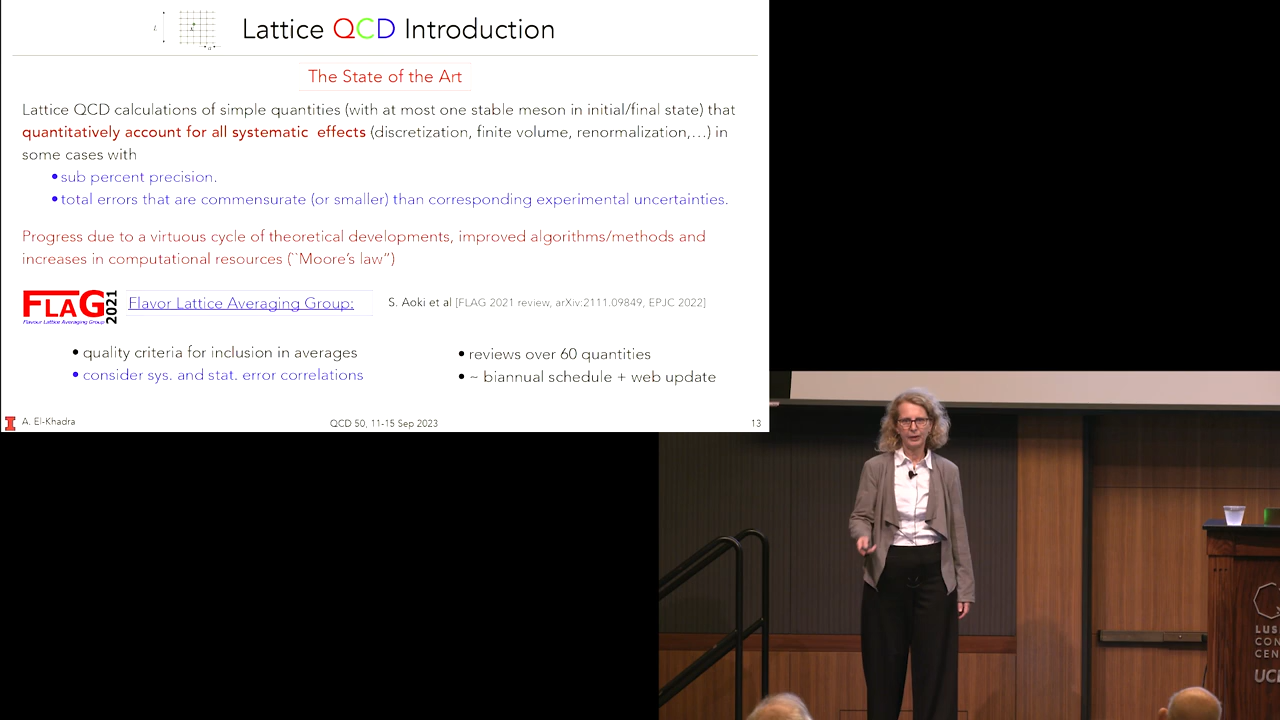 Lattice QCD Introduction
The State of the Art
Lattice QCD calculations of simple quantities (with at most one stable meson in initial/final state) that
quantitatively account for all systematic effects (discretization, finite volume, renormalization,...) in
some cases with
• sub percent precision.
• total errors that are commensurate (or smaller) than corresponding experimental uncertainties.
Progress due to a virtuous cycle of theoretical developments, improved algorithms/methods and
increases in computational resources (``Moore's law")
FLAG 2021
Flavour Lattice Averaging Group
Flavor Lattice Averaging Group:
S. Aoki et al [FLAG 2021 review, arXiv:2111.09849, EPJC 2022]
• quality criteria for inclusion in averages
• consider sys. and stat. error correlations
• reviews over 60 quantities
• ~ biannual schedule + web update
A. El-Khadra
QCD 50, 11-15 Sep 2023
13
LUS
CON
CEN
UC